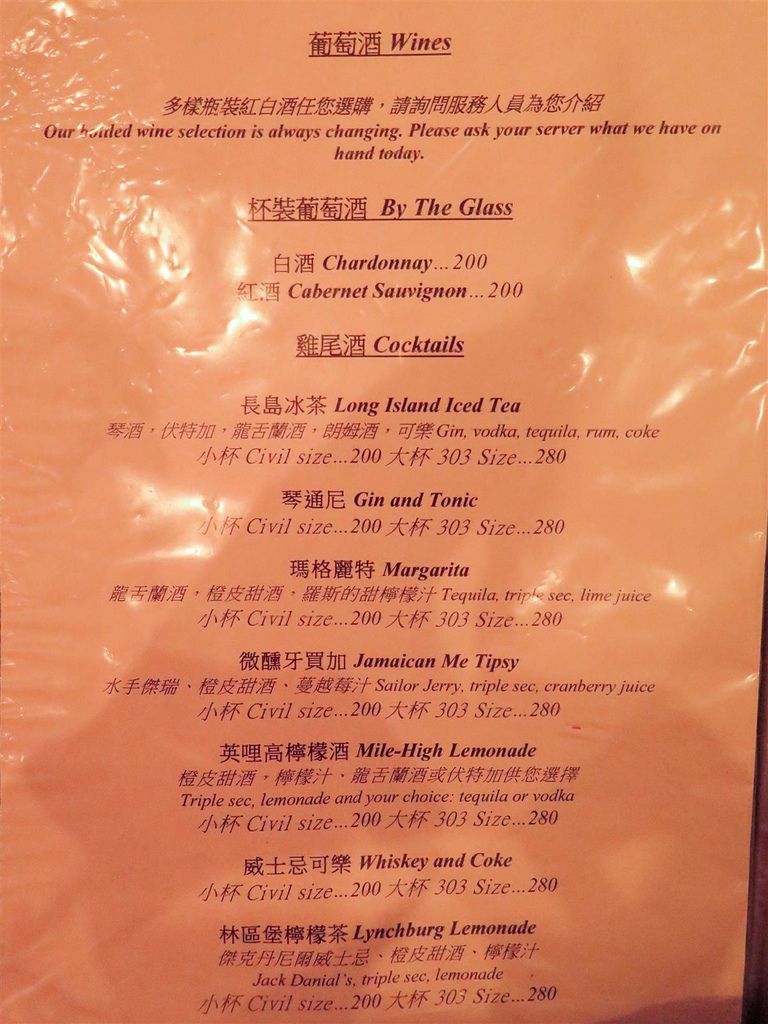 葡萄酒 Wines
多樣瓶裝紅白酒任您選購，請詢問服務人員為您介紹
Our wine selection is always changing. Please ask your server what we have on
hand today.
杯裝葡萄酒 By The Glass
白酒 Chardonnay...200
紅酒 Cabernet Sauvignon...200
雞尾酒 Cocktails
長島冰茶 Long Island Iced Tea
琴酒，伏特加，龍舌蘭酒，朗姆酒，可樂 Gin, vodka, tequila, rum, coke
小杯 Civil size...200 大杯 303 Size...280
琴通尼 Gin and Tonic
小杯 Civil size...200 大杯 303 Size...280
瑪格麗特 Margarita
龍舌蘭酒，橙皮甜酒，羅斯的甜檸檬汁 Tequila, triple sec, lime juice
小杯 Civil size...200 大杯 303 Size...280
微醺牙買加 Jamaican Me Tipsy
水手傑瑞、橙皮甜酒、蔓越莓汁 Sailor Jerry, triple sec, cranberry juice
小杯 Civil size...200 大杯 303 Size...280
英哩高檸檬酒 Mile-High Lemonade
橙皮甜酒，檸檬汁、龍舌蘭酒或伏特加供您選擇
Triple sec, lemonade and your choice: tequila or vodka
小杯 Civil size...200 大杯 303 Size...280
威士忌可樂 Whiskey and Coke
小杯 Civil size...200 大杯 303 Size...280
林區堡檸檬茶 Lynchburg Lemonade
傑克丹尼爾威士忌、橙皮甜酒、檸檬汁
Jack Danial's, triple sec, lemonade
小杯 Civil size...200 大杯 303 Size...280